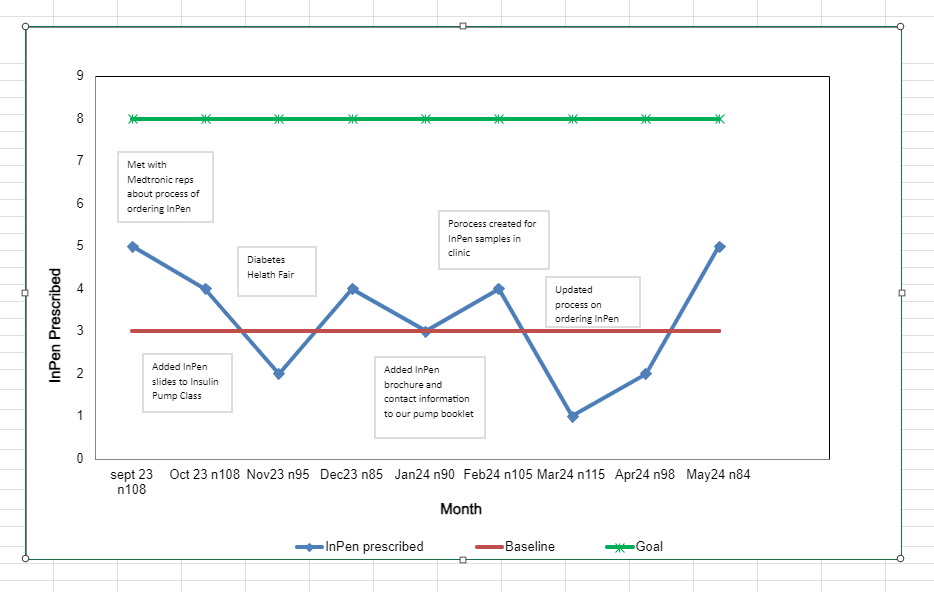 9
8
7
6
5
4
3
2
1
0
InPen Prescribed
Met with
Medtronic reps
about process of
ordering InPen
Diabetes
Helath Fair
Porocess created for
InPen samples in
clinic
Updated
process on
ordering InPen
Added InPen
slides to Insulin
Pump Class
Added InPen
brochure and
contact information
to our pump booklet
sept 23
n108
Oct 23 n108
Nov23 n95
Dec23 n85
Jan24 n90
Feb24 n105
Mar24 n115
Apr24 n98
May24 n84
Month
InPen prescribed
Baseline
Goal